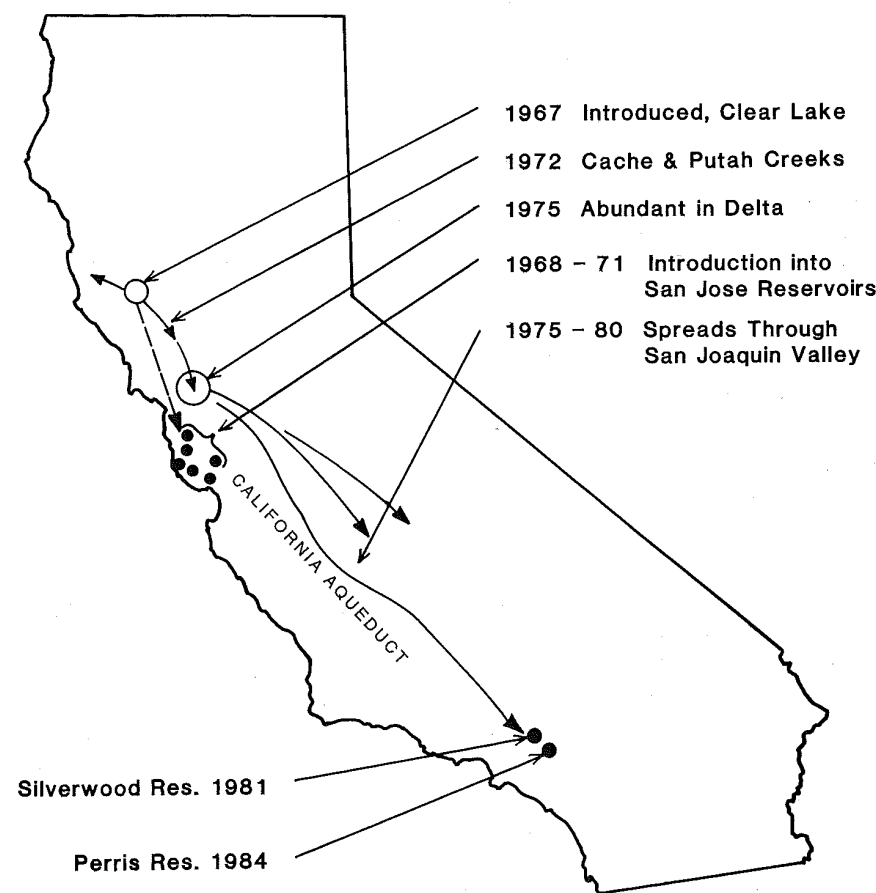 1967 Introduced, Clear Lake
1972 Cache & Putah Creeks
1975 Abundant in Delta
1968 - 71 Introduction into
San Jose Reservoirs
1975 - 80 Spreads Through
San Joaquin Valley
CALIFORNIA AQUEDUCT
Silverwood Res. 1981
Perris Res. 1984